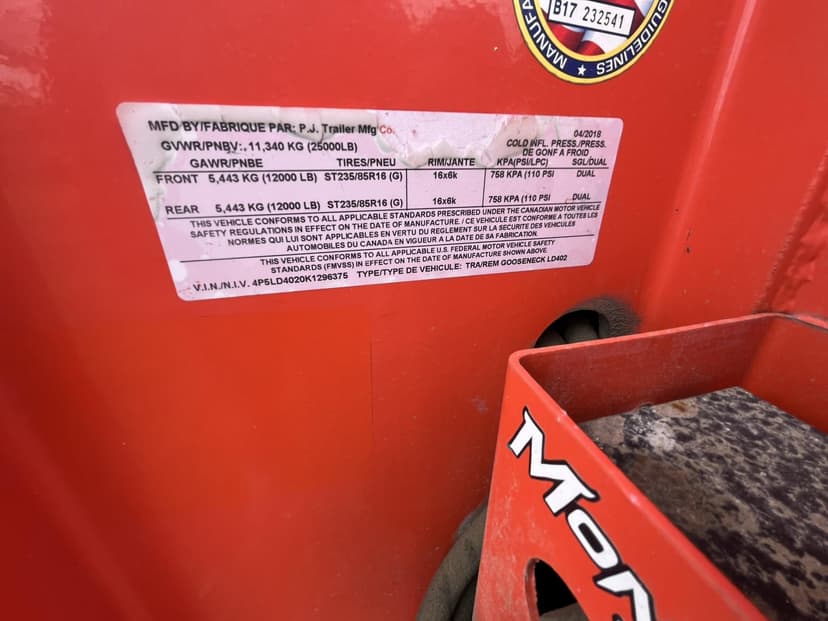 B17 232541
MANUFA
GUIDELINES
MFD BY/FABRIQUE PAR: P.J. Trailer Mfg Co. 04/2018
GVWR/PNBV:. 11,340 KG (25000LB) COLD INFL. PRESS./PRESS.
DE GONF A FROID
GAWR/PNBE TIRES/PNEU RIM/JANTE KPA(PSI/LPC) SGL/DUAL
FRONT 5,443 KG (12000 LB) ST235/85R16 (G) 16x6k 758 KPA (110 PSI DUAL
REAR 5,443 KG (12000 LB) ST235/85R16 (G) 16x6k 758 KPA (110 PSI DUAL
THIS VEHICLE CONFORMS TO ALL APPLICABLE STANDARDS PRESCRIBED UNDER THE CANADIAN MOTOR VEHICLE
SAFETY REGULATIONS IN EFFECT ON THE DATE OF MANUFACTURE. / CE VEHICULE EST CONFORME A TOUTES LES
NORMES QUI LUI SONT APPLICABLES EN VERTU DU REGLEMENT SUR LA SECURITE DES VEHICULES
AUTOMOBILES DU CANADA EN VIGUEUR A LA DATE DE SA FABRICATION.
THIS VEHICLE CONFORMS TO ALL APPLICABLE U.S. FEDERAL MOTOR VEHICLE SAFETY
STANDARDS (FMVSS) IN EFFECT ON THE DATE OF MANUFACTURE SHOWN ABOVE.
V.I.N./N.I.V. 4P5LD4020K1296375 TYPE/TYPE DE VEHICULE: TRA/REM GOOSENECK LD402
MON